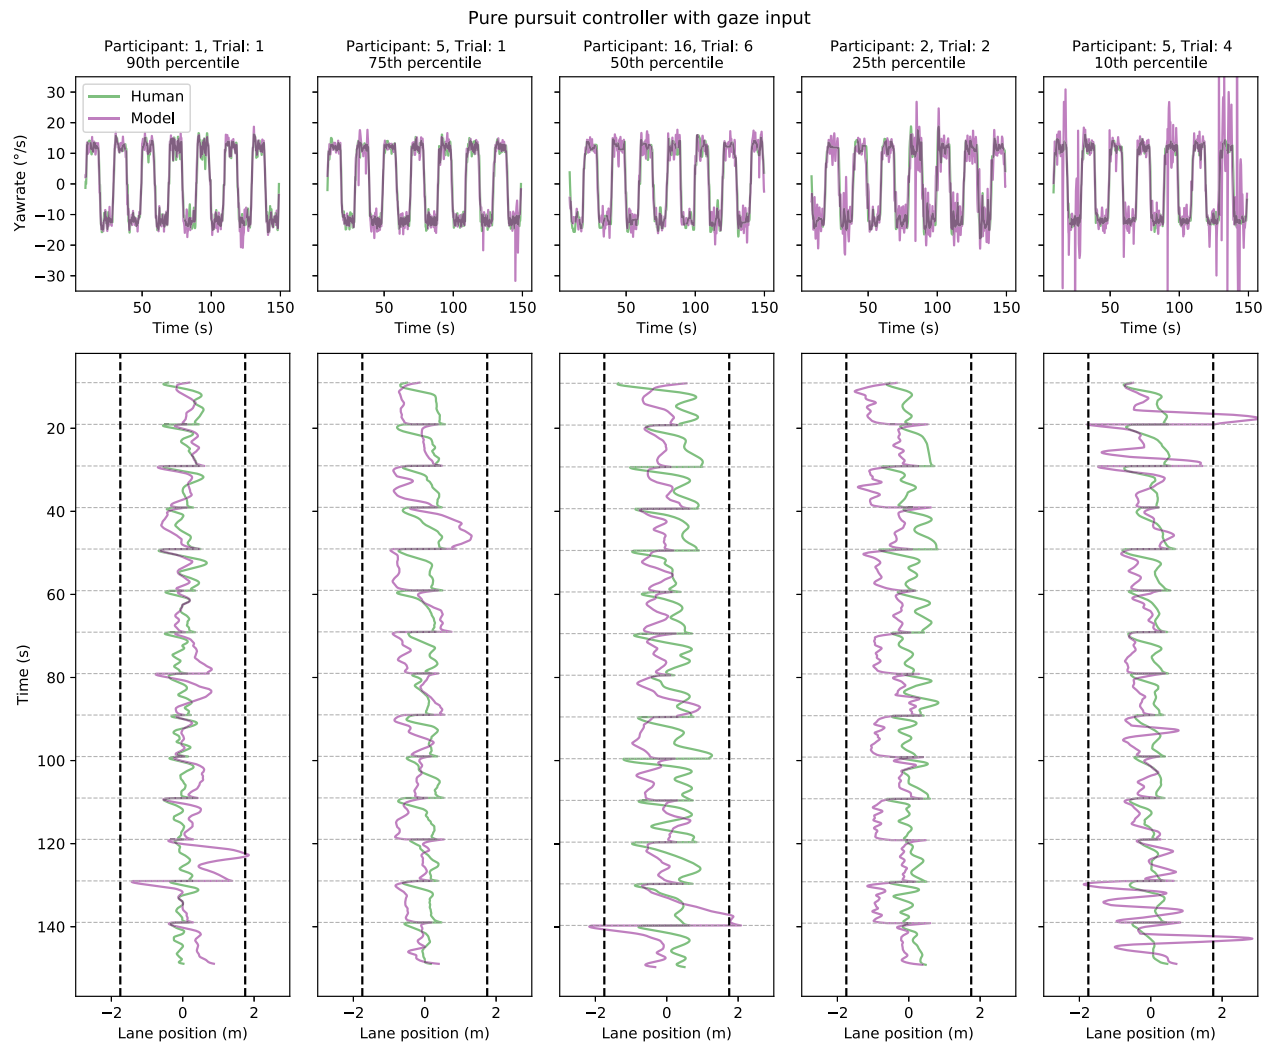 Pure pursuit controller with gaze input
Participant: 1, Trial: 1
90th percentile
Participant: 5, Trial: 1
75th percentile
Participant: 16, Trial: 6
50th percentile
Participant: 2, Trial: 2
25th percentile
Participant: 5, Trial: 4
10th percentile
Human
Model
Yawrate (°/s)
30
20
10
0
−10
−20
−30
50 100 150
50 100 150
50 100 150
50 100 150
50 100 150
Time (s)
Time (s)
Time (s)
Time (s)
Time (s)
Time (s)
20
40
60
80
100
120
140
−2 0 2
−2 0 2
−2 0 2
−2 0 2
−2 0 2
Lane position (m)
Lane position (m)
Lane position (m)
Lane position (m)
Lane position (m)